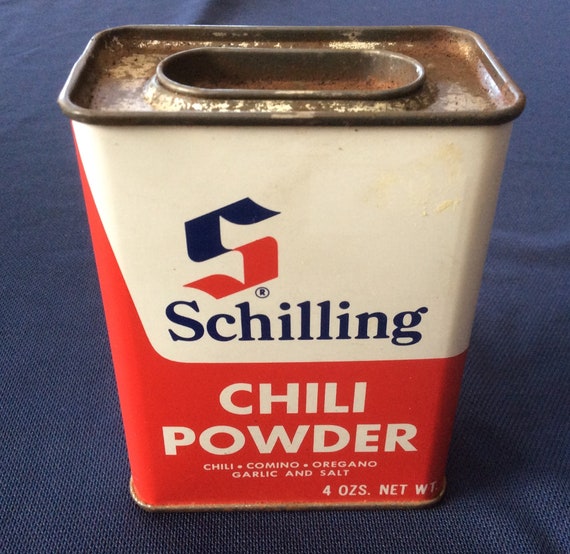 ®
Schilling
CHILI
POWDER
CHILI • COMINO • OREGANO
GARLIC AND SALT
4 OZS. NET WT.